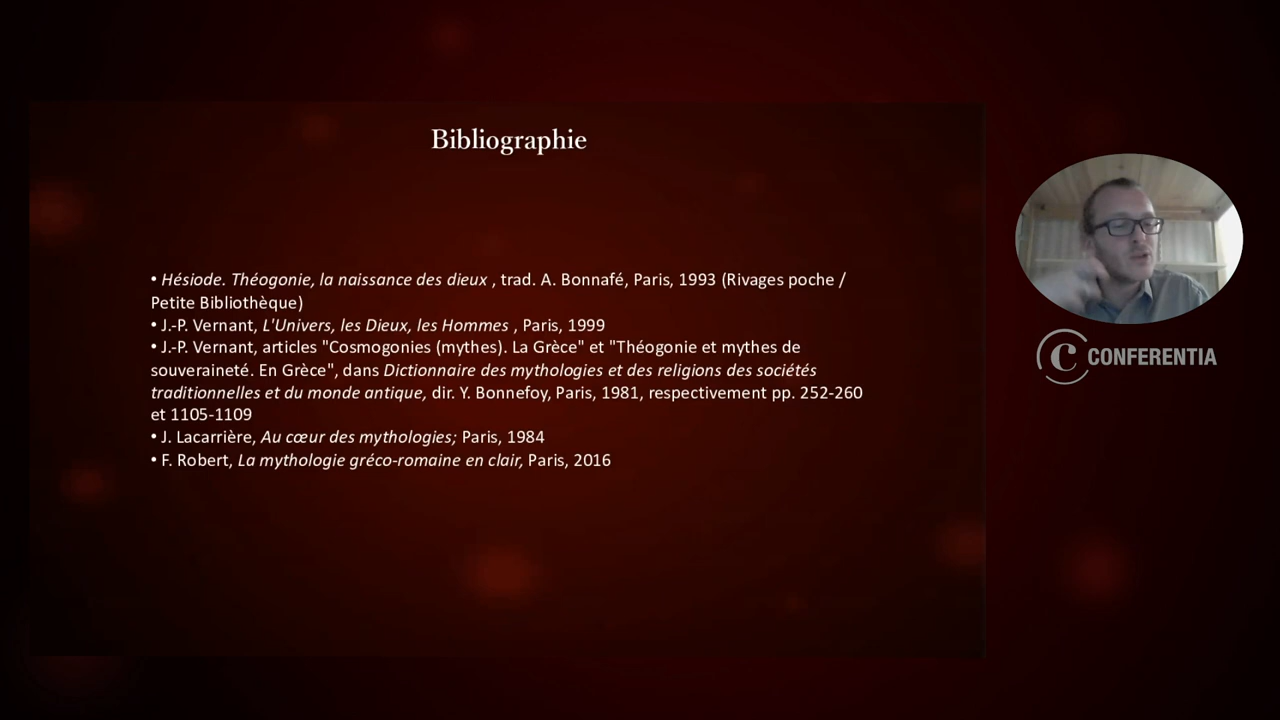 Bibliographie
• Hésiode. Théogonie, la naissance des dieux , trad. A. Bonnafé, Paris, 1993 (Rivages poche /
Petite Bibliothèque)
• J.-P. Vernant, L'Univers, les Dieux, les Hommes , Paris, 1999
• J.-P. Vernant, articles "Cosmogonies (mythes). La Grèce" et "Théogonie et mythes de
souveraineté. En Grèce", dans Dictionnaire des mythologies et des religions des sociétés
traditionnelles et du monde antique, dir. Y. Bonnefoy, Paris, 1981, respectivement pp. 252-260
et 1105-1109
• J. Lacarrière, Au cœur des mythologies; Paris, 1984
• F. Robert, La mythologie gréco-romaine en clair, Paris, 2016
C CONFERENTIA